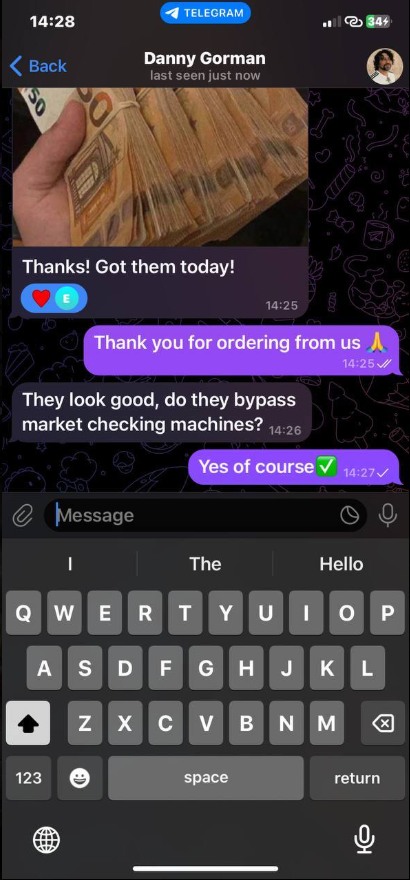 14:28
TELEGRAM
34
Back
Danny Gorman
last seen just now
50
Thanks! Got them today!
E
14:25
Thank you for ordering from us 🙏
14:25
They look good, do they bypass
market checking machines? 14:26
Yes of course✅ 14:27
Message
I The Hello
Q W E R T Y U I O P
A S D F G H J K L
Z X C V B N M
123 space return